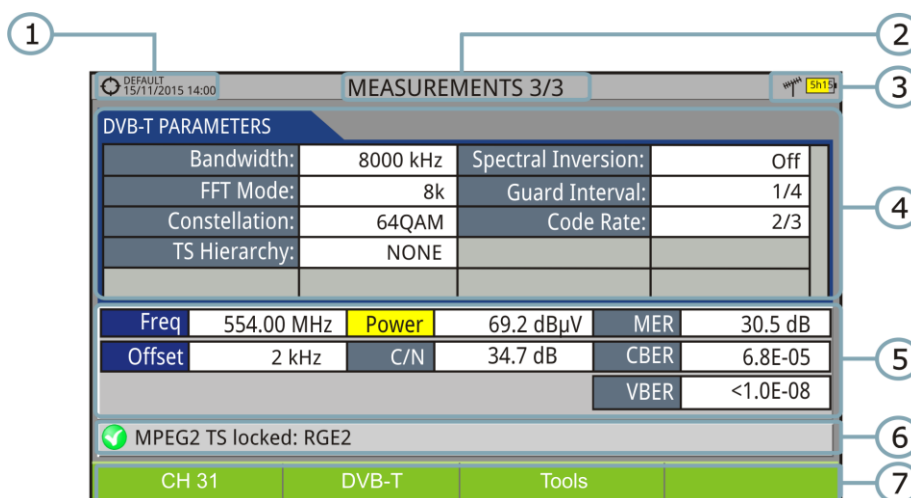 1
2
DEFAULT
15/11/2015 14:00
MEASUREMENTS 3/3
5h15
3
DVB-T PARAMETERS
Bandwidth: 8000 kHz Spectral Inversion: Off
FFT Mode: 8k Guard Interval: 1/4
Constellation: 64QAM Code Rate: 2/3
4
TS Hierarchy: NONE
Freq 554.00 MHz Power 69.2 dBµV MER 30.5 dB
Offset 2 kHz C/N 34.7 dB CBER 6.8E-05
5
VBER <1.0E-08
MPEG2 TS locked: RGE2
6
CH 31 DVB-T Tools
7